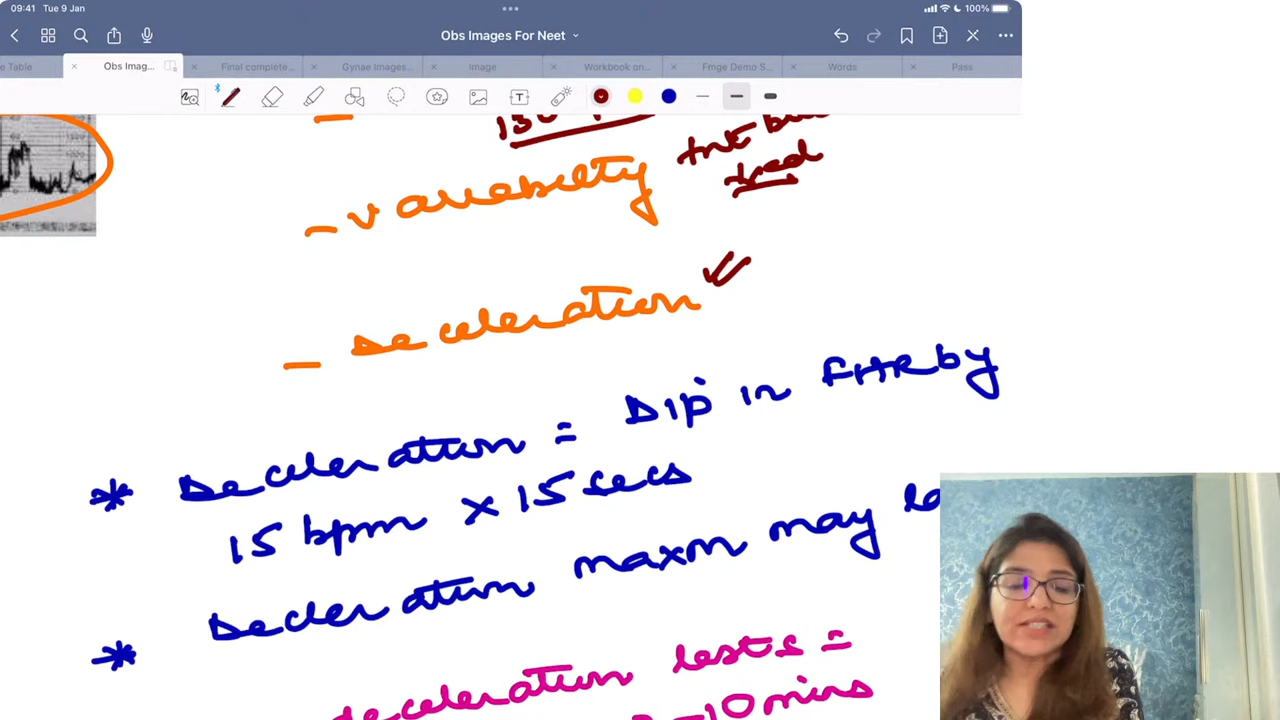 09:41 Tue 9 Jan
100%
Obs Images For Neet
e Table
Obs Imag...
Final complete...
Gynae Images...
Image
Workbook on...
Fmge Demo S...
Words
Pass
- Variability
- Deceleration
* Deceleration = Dip in FHR by
15 bpm × 15 secs
* Deceleration maxm may la
deceleration lasts =
-10 mins